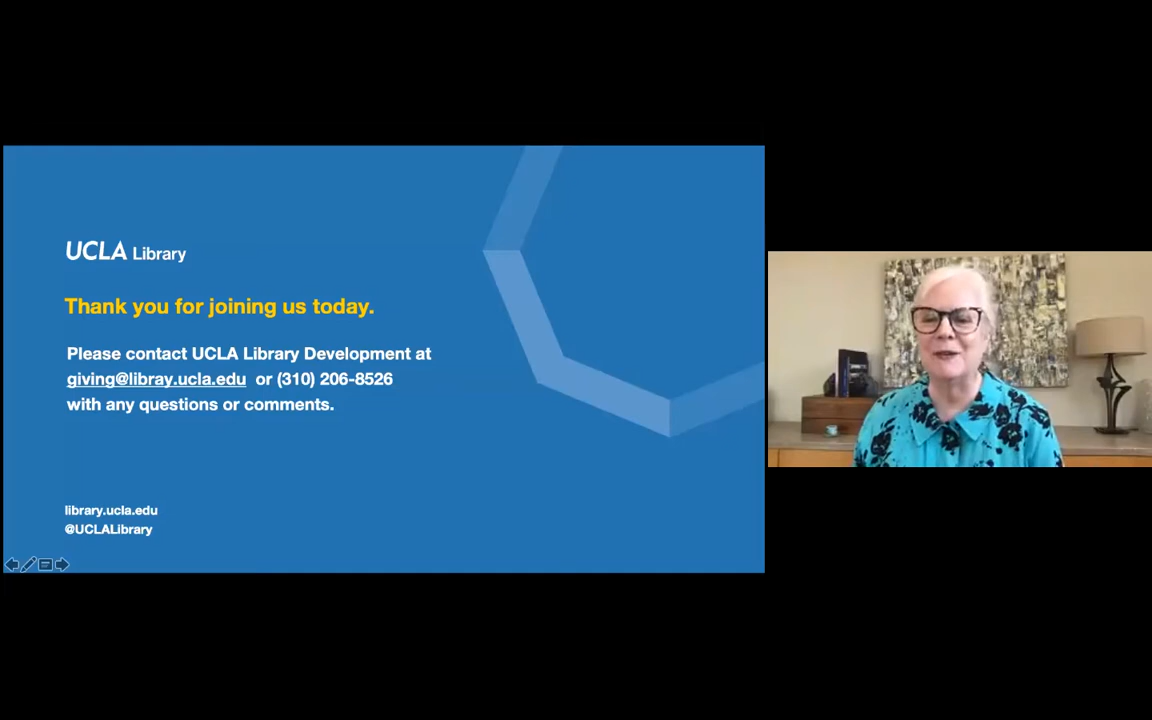 UCLA Library
Thank you for joining us today.
Please contact UCLA Library Development at
giving@libray.ucla.edu or (310) 206-8526
with any questions or comments.
library.ucla.edu
@UCLALibrary